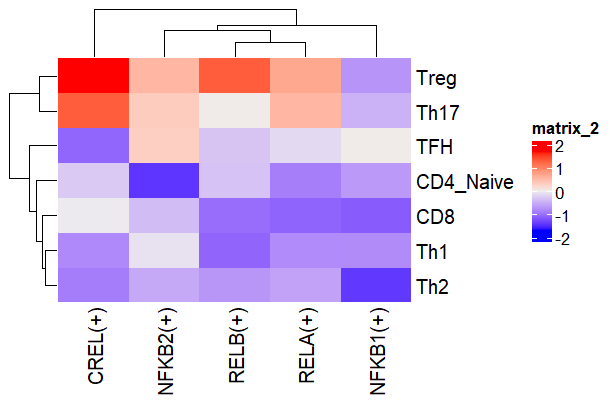 Treg
Th17
TFH
CD4_Naive
CD8
Th1
Th2
CREL(+)
NFKB2(+)
RELB(+)
RELA(+)
NFKB1(+)
matrix_2
2
1
0
-1
-2